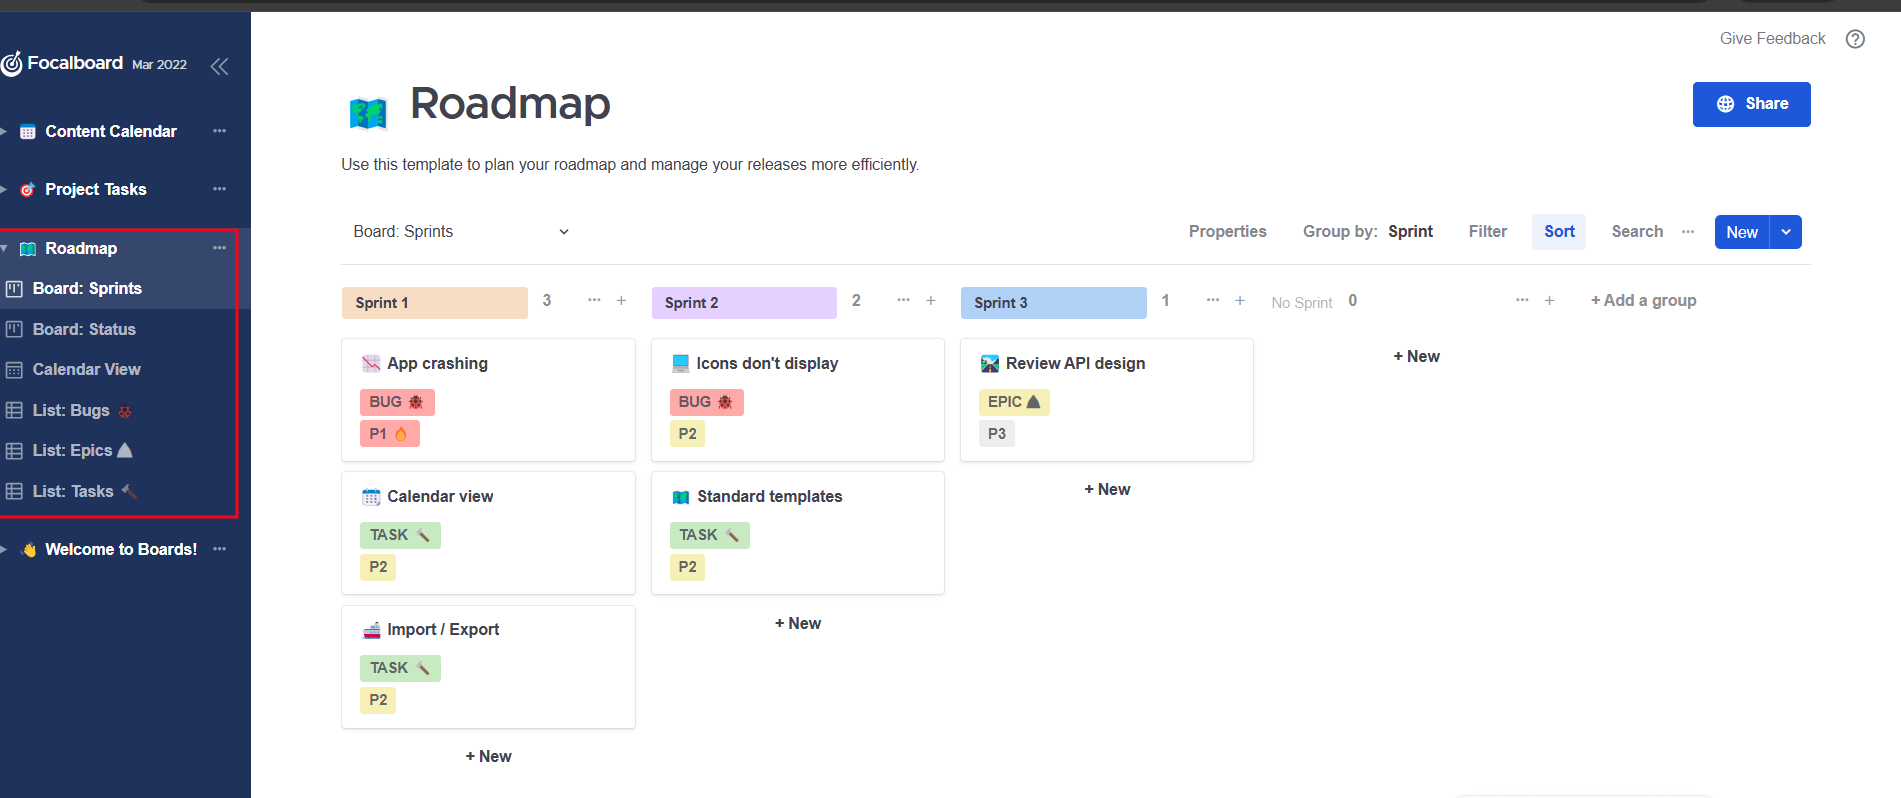 Focalboard Mar 2022
Content Calendar
Project Tasks
Roadmap
Board: Sprints
Board: Status
Calendar View
List: Bugs
List: Epics
List: Tasks
Welcome to Boards!
Give Feedback
Roadmap
Share
Use this template to plan your roadmap and manage your releases more efficiently.
Board: Sprints
Properties Group by: Sprint Filter Sort Search New
Sprint 1 3
App crashing
BUG
P1
Calendar view
TASK
P2
Import / Export
TASK
P2
+ New
Sprint 2 2
Icons don't display
BUG
P2
Standard templates
TASK
P2
+ New
Sprint 3 1
Review API design
EPIC
P3
+ New
No Sprint 0
+ New
+ Add a group